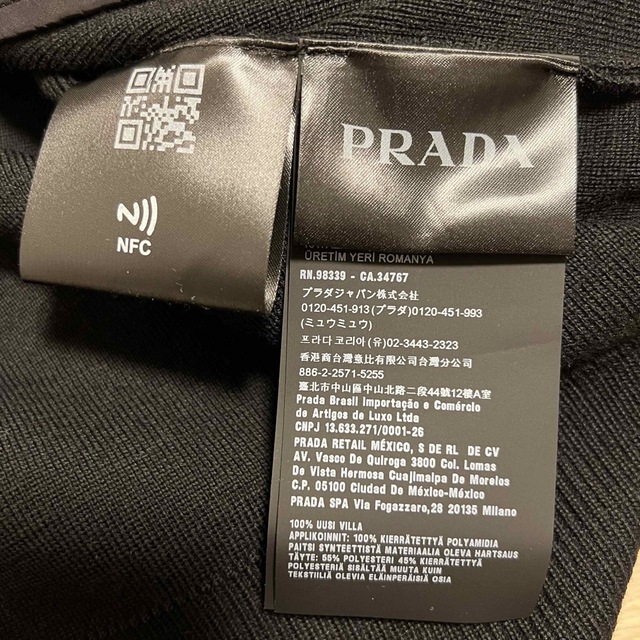 NFC
PRADA
ÜRETİM YERİ ROMANYA
RN.98339 - CA.34767
プラダジャパン株式会社
0120-451-913(プラダ)0120-451-993
(ミュウミュウ)
프라다코리아(유)02-3443-2323
香港商台灣意比有限公司台灣分公司
886-2-2571-5255
臺北市中山區中山北路二段44號12樓A室
Prada Brasil Importação e Comércio
de Artigos de Luxo Ltda
CNPJ 13.633.271/0001-26
PRADA RETAIL MÉXICO, S DE RL DE CV
AV. Vasco De Quiroga 3800 Col. Lomas
De Vista Hermosa Cuajimalpa De Morelos
C.P. 05100 Ciudad De México-México
PRADA SPA Via Fogazzaro,28 20135 Milano
100% UUSI VILLA
APPLIKOINNIT: 100% KIERRÄTETTYÄ POLYAMIDIA
PAITSI SYNTEETTISTÄ MATERIAALIA OLEVA HARTSAUS
TÄYTE: 55% POLYESTERI 45% KIERRÄTETTYÄ
POLYESTERIÄ SISÄLTÄÄ MUUTA KUIN
TEKSTIILIÄ OLEVIA ELÄINPERÄISIÄ OSIA